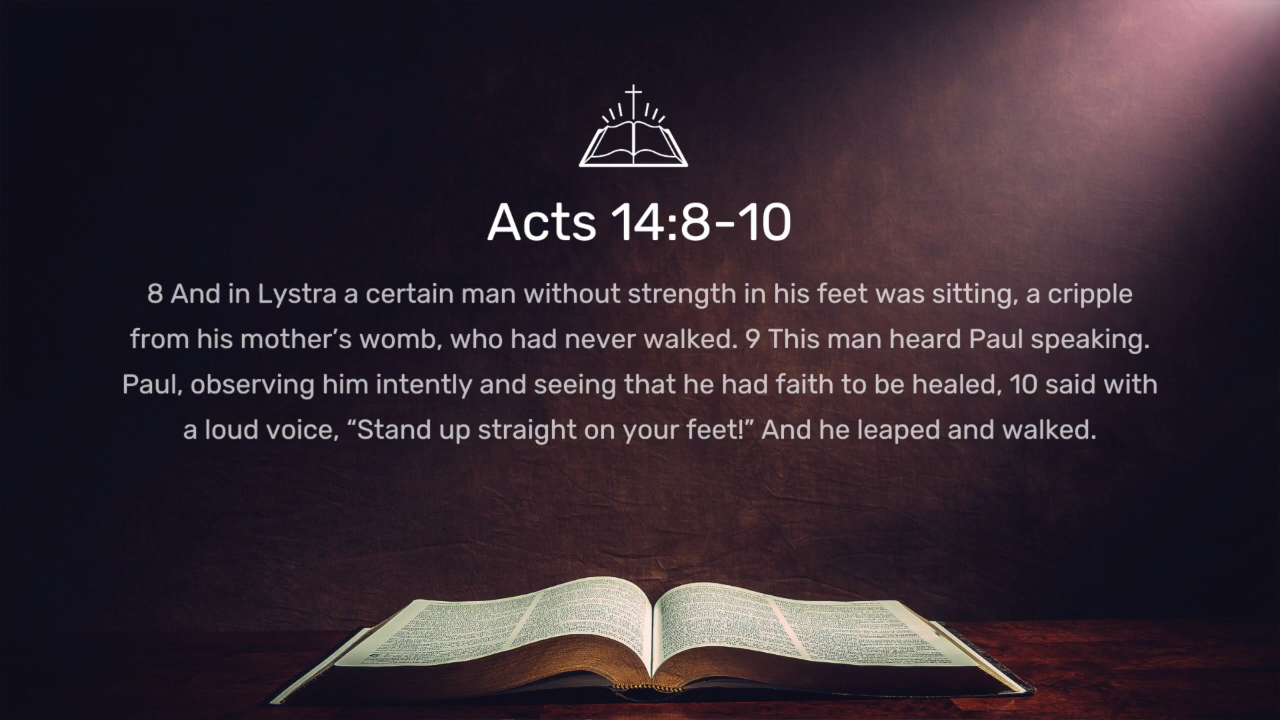 Acts 14:8-10
8 And in Lystra a certain man without strength in his feet was sitting, a cripple
from his mother’s womb, who had never walked. 9 This man heard Paul speaking.
Paul, observing him intently and seeing that he had faith to be healed, 10 said with
a loud voice, “Stand up straight on your feet!” And he leaped and walked.